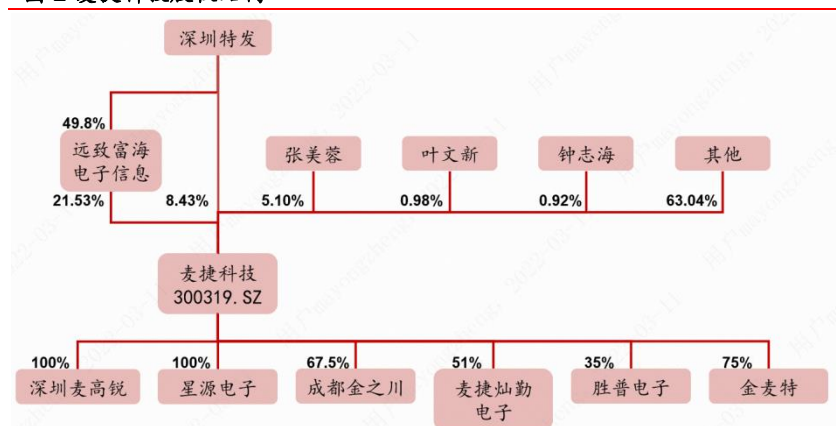 深圳特发
49.8%
远致富海
电子信息
张美蓉
叶文新
钟志海
其他
21.53%
8.43%
5.10%
0.98%
0.92%
63.04%
麦捷科技
300319.SZ
100%
100%
67.5%
51%
35%
75%
深圳麦高锐
星源电子
成都金之川
麦捷灿勤
电子
胜普电子
金麦特